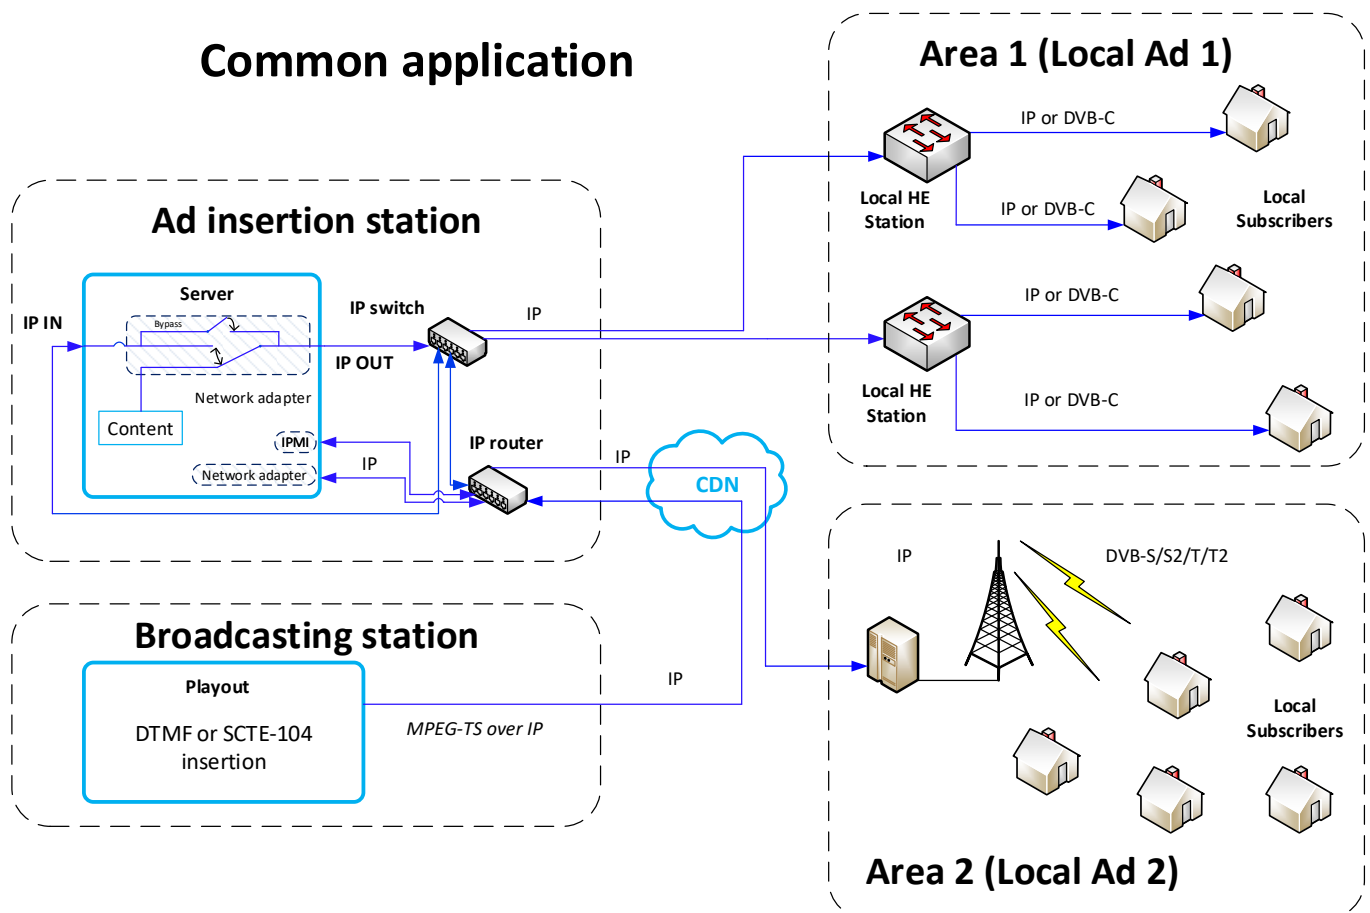 Common application
Ad insertion station
Server
Bypass
IP IN
IP switch
IP
IP OUT
Network adapter
Content
IPMI
IP
Network adapter
IP router
IP
CDN
Broadcasting station
Playout
DTMF or SCTE-104
insertion
MPEG-TS over IP
IP
Area 1 (Local Ad 1)
IP or DVB-C
Local HE
Station
IP or DVB-C
Local
Subscribers
IP or DVB-C
Local HE
Station
IP or DVB-C
IP
DVB-S/S2/T/T2
Local
Subscribers
Area 2 (Local Ad 2)